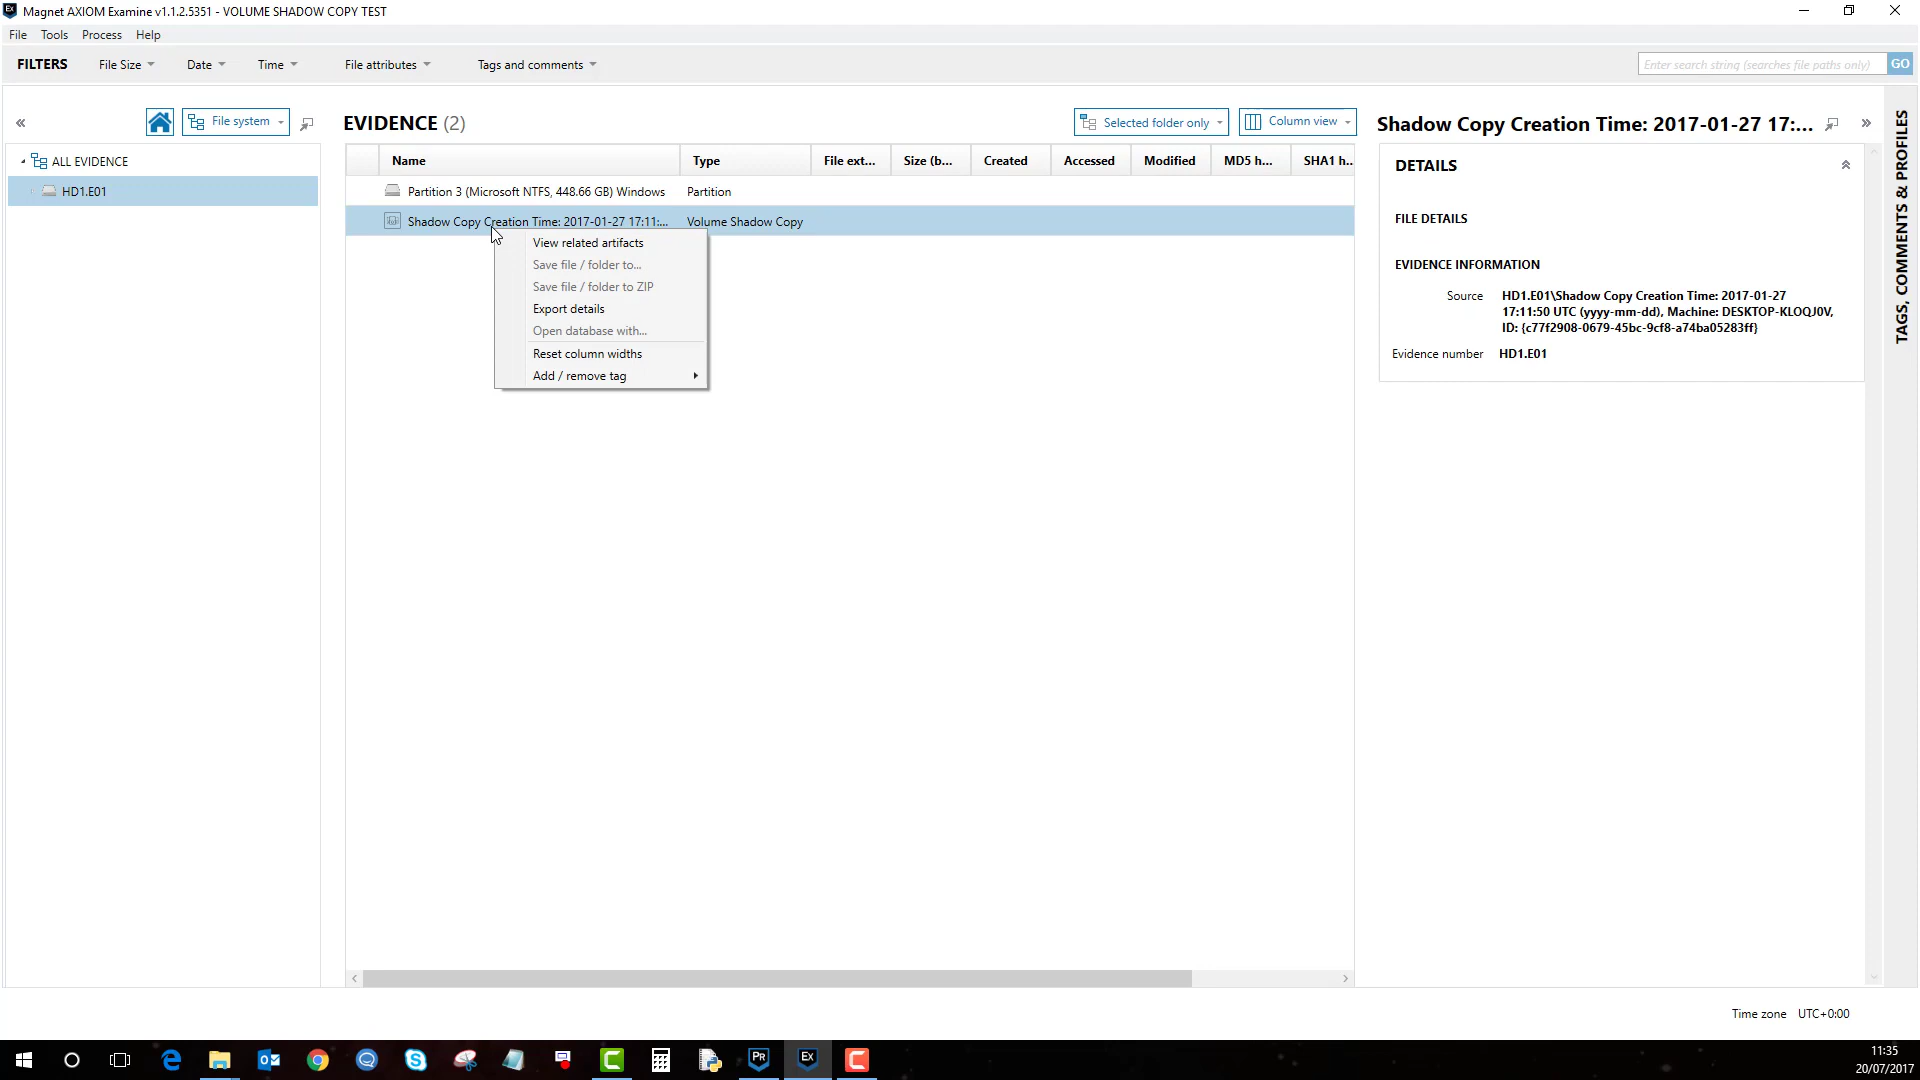 Magnet AXIOM Examine v1.1.2.5351 - VOLUME SHADOW COPY TEST
File Tools Process Help
FILTERS File Size Date Time File attributes Tags and comments Enter search string (searches file paths only) GO
File system
EVIDENCE (2) Selected folder only Column view
Shadow Copy Creation Time: 2017-01-27 17:...
ALL EVIDENCE
HD1.E01
Name Type File ext... Size (b... Created Accessed Modified MD5 h... SHA1 h..
Partition 3 (Microsoft NTFS, 448.66 GB) Windows Partition
Shadow Copy Creation Time: 2017-01-27 17:11:... Volume Shadow Copy
View related artifacts
Save file / folder to...
Save file / folder to ZIP
Export details
Open database with...
Reset column widths
Add / remove tag
DETAILS
FILE DETAILS
EVIDENCE INFORMATION
Source HD1.E01\Shadow Copy Creation Time: 2017-01-27
17:11:50 UTC (yyyy-mm-dd), Machine: DESKTOP-KLOQJ0V,
ID: {c77f2908-0679-45bc-9cf8-a74ba05283ff}
Evidence number HD1.E01
TAGS, COMMENTS & PROFILES
Time zone UTC+0:00
Pr
Ex
11:35
20/07/2017